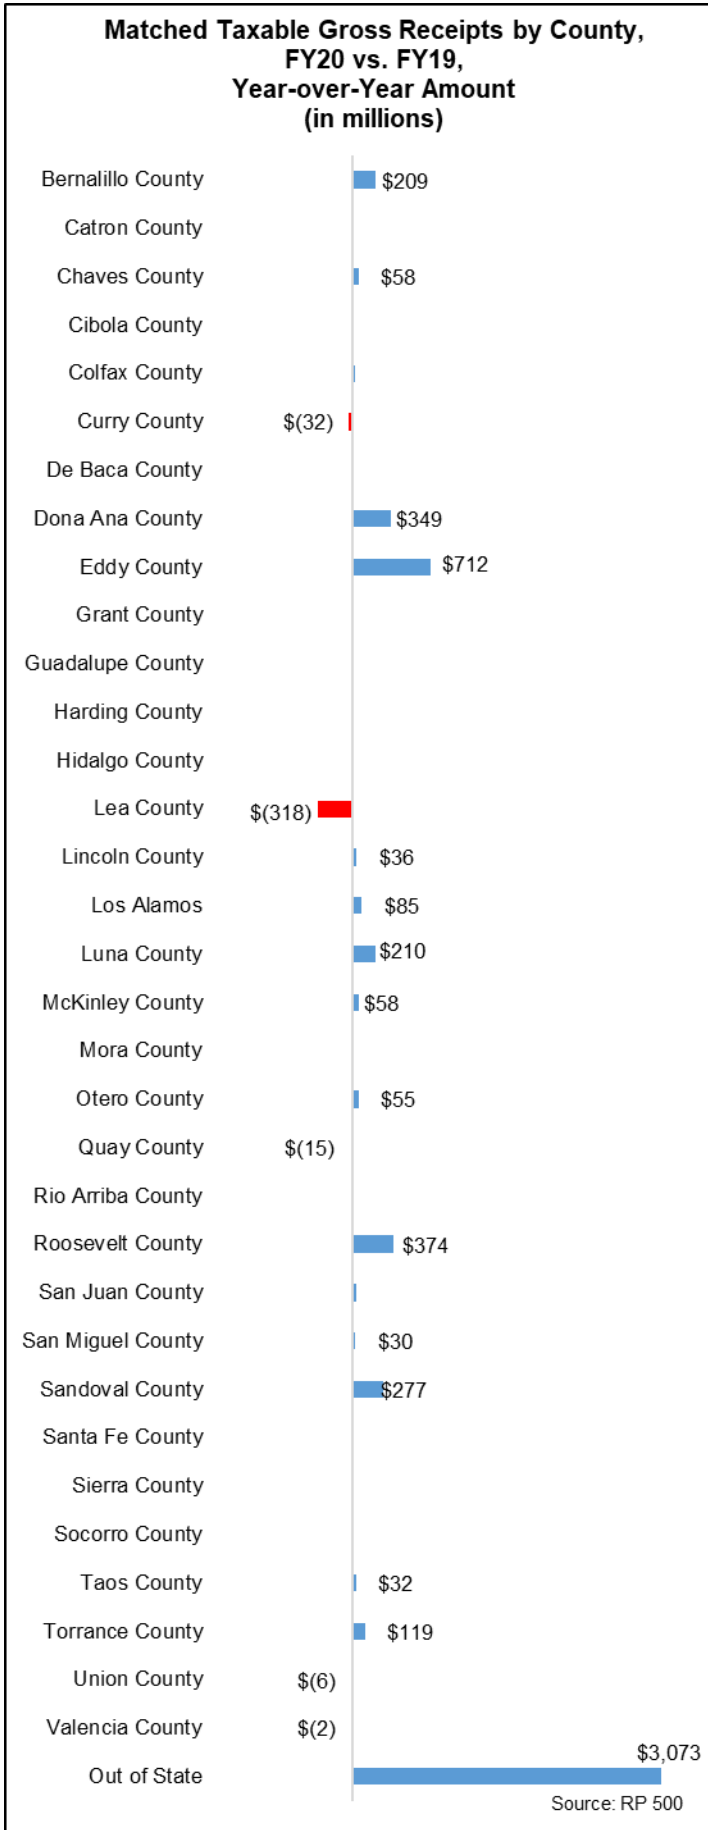 Matched Taxable Gross Receipts by County,
FY20 vs. FY19,
Year-over-Year Amount
(in millions)
Bernalillo County $209
Catron County
Chaves County $58
Cibola County
Colfax County
Curry County $(32)
De Baca County
Dona Ana County $349
Eddy County $712
Grant County
Guadalupe County
Harding County
Hidalgo County
Lea County $(318)
Lincoln County $36
Los Alamos $85
Luna County $210
McKinley County $58
Mora County
Otero County $55
Quay County $(15)
Rio Arriba County
Roosevelt County $374
San Juan County
San Miguel County $30
Sandoval County $277
Santa Fe County
Sierra County
Socorro County
Taos County $32
Torrance County $119
Union County $(6)
Valencia County $(2)
Out of State $3,073
Source: RP 500